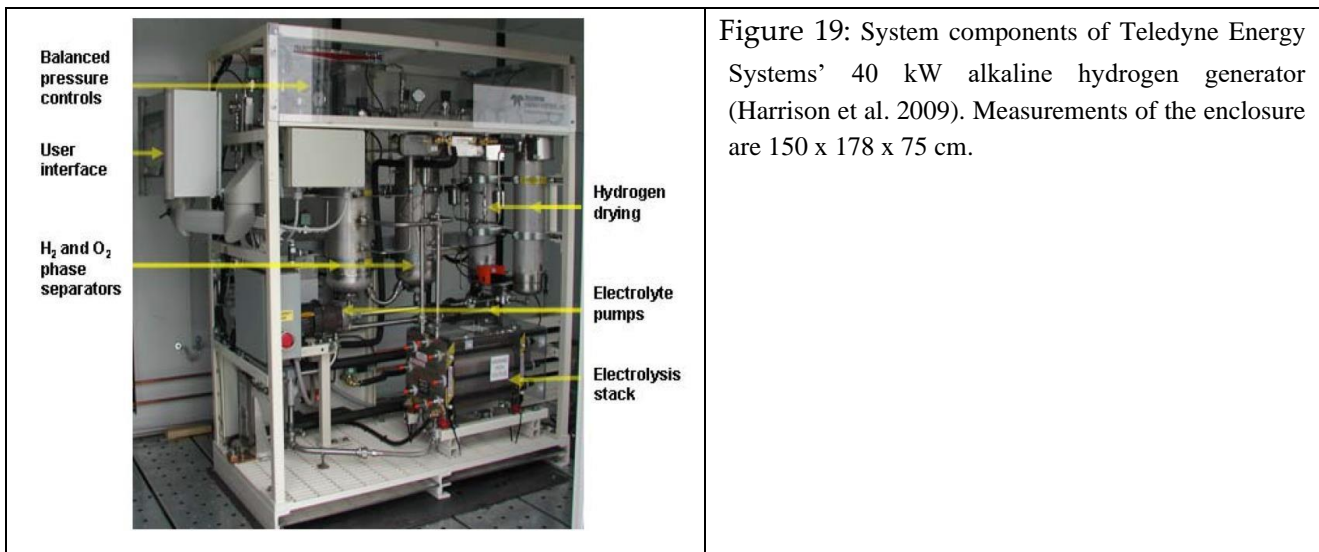 Balanced
pressure
controls
User
interface
H₂ and O₂
phase
separators
Hydrogen
drying
Electrolyte
pumps
Electrolysis
stack
Figure 19: System components of Teledyne Energy
Systems’ 40 kW alkaline hydrogen generator
(Harrison et al. 2009). Measurements of the enclosure
are 150 x 178 x 75 cm.